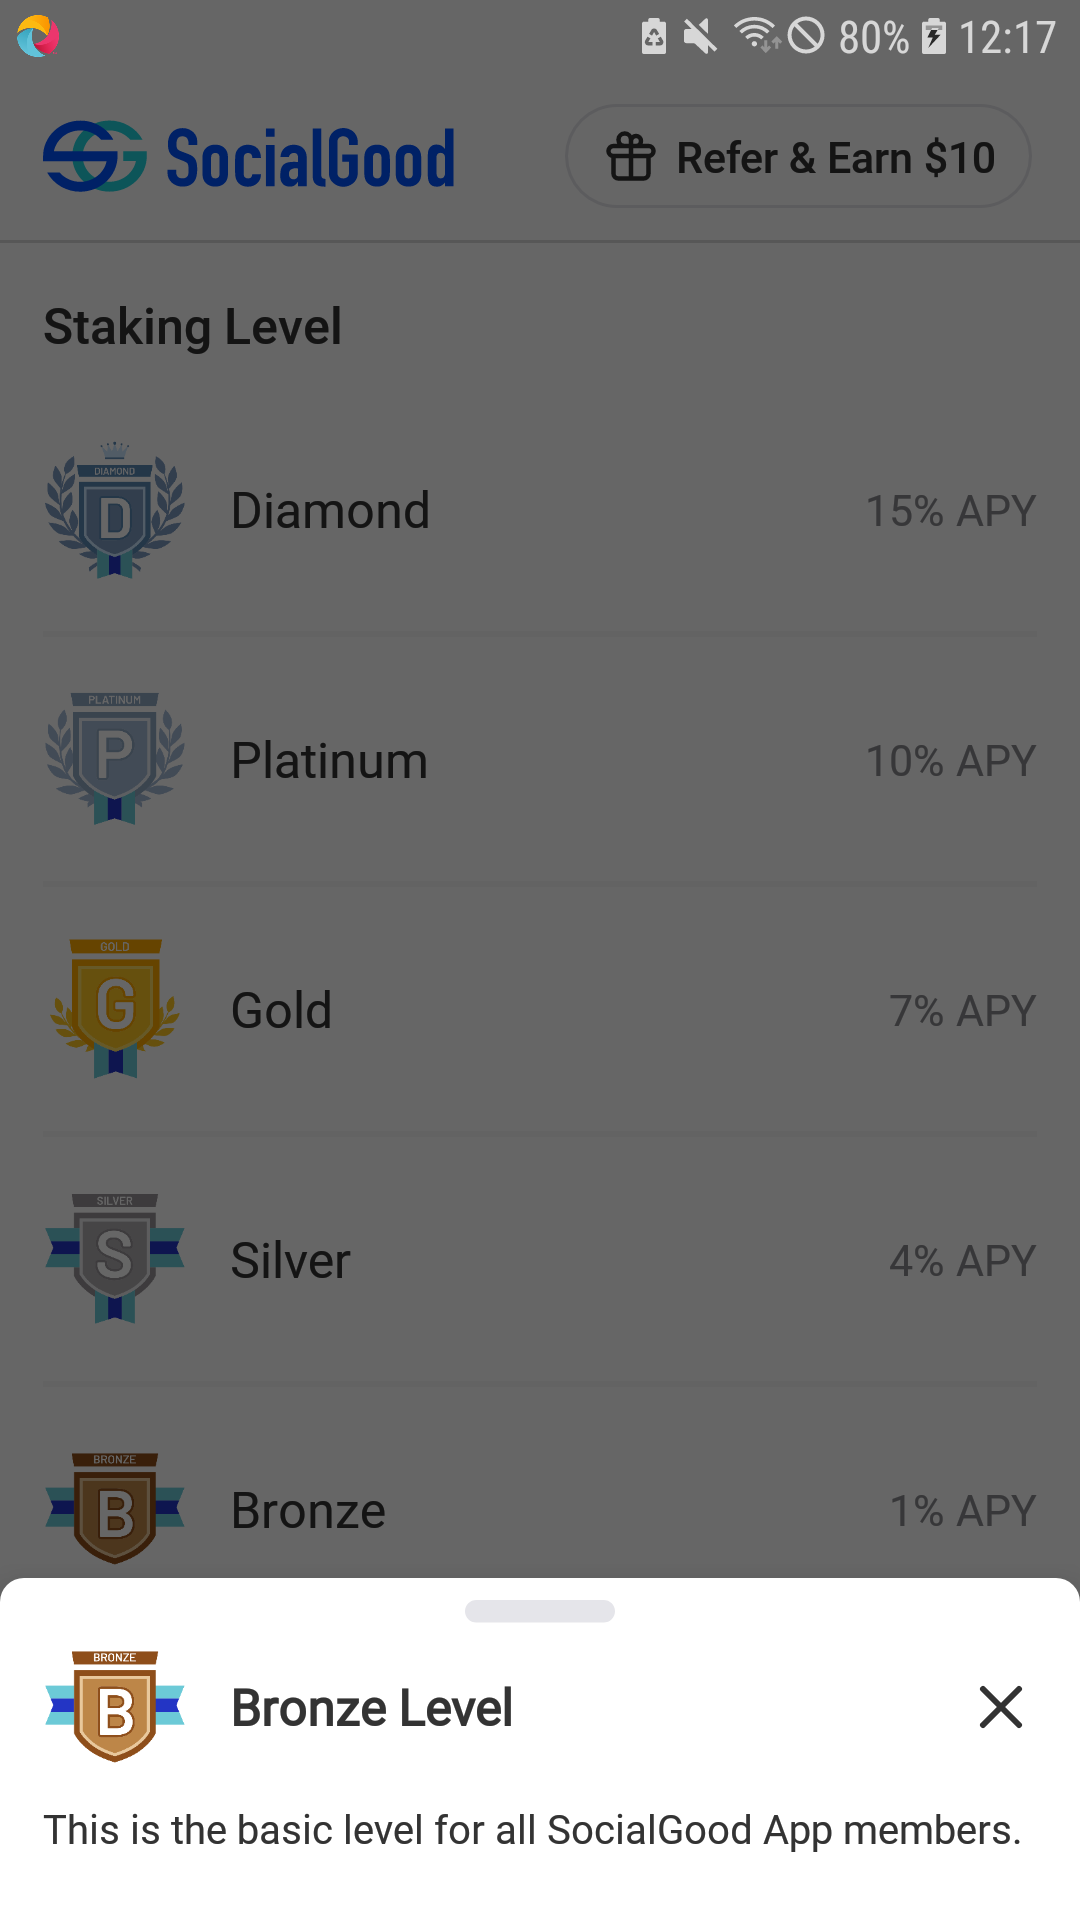 80% 12:17
SG SocialGood
Refer & Earn $10
Staking Level
DIAMOND
D
Diamond
15% APY
PLATINUM
P
Platinum
10% APY
GOLD
G
Gold
7% APY
SILVER
S
Silver
4% APY
BRONZE
B
Bronze
1% APY
BRONZE
B
Bronze Level
This is the basic level for all SocialGood App members.